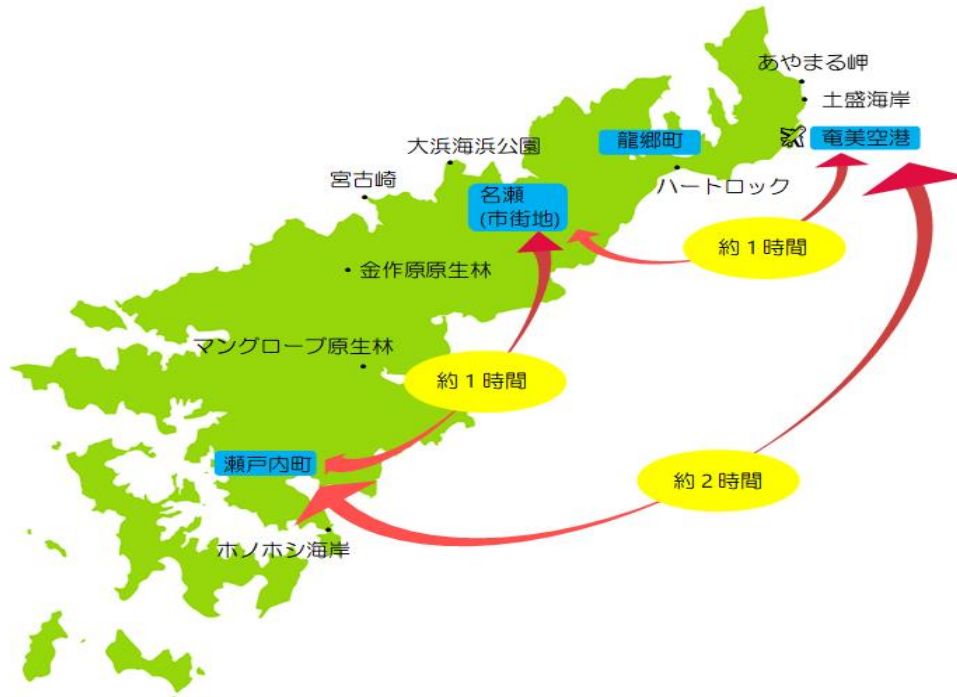 あやまる岬
土盛海岸
奄美空港
龍郷町
大浜海浜公園
ハートロック
宮古崎
名瀬
(市街地)
約1時間
金作原原生林
マングローブ原生林
約1時間
瀬戸内町
約2時間
ホノホシ海岸